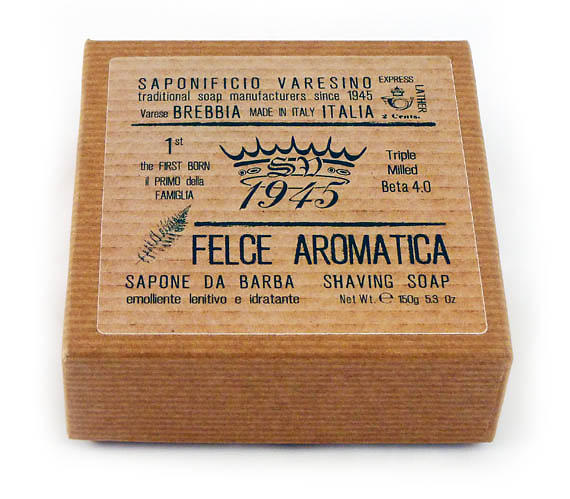 SAPONIFICIO VARESINO
traditional soap manufacturers since 1945
Varese BREBBIA MADE IN ITALY ITALIA
EXPRESS
LATHER
2 Cents.
1st
the FIRST BORN
il PRIMO della
FAMIGLIA
SV
1945
Triple
Milled
Beta 4.0
FELCE AROMATICA
SAPONE DA BARBA SHAVING SOAP
emolliente lenitivo e idratante Net Wt. ℮ 150g 5.3 Oz